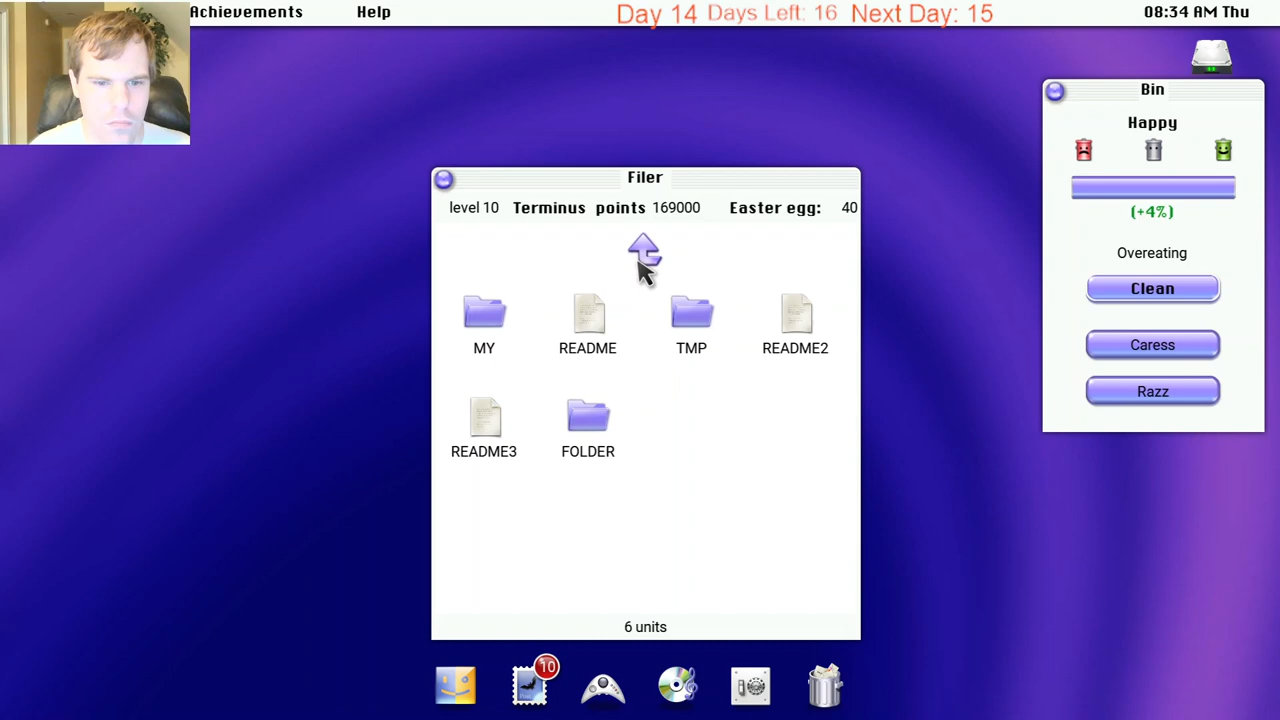 Achievements Help Day 14 Days Left: 16 Next Day: 15 08:34 AM Thu
Bin
Happy
(+4%)
Overeating
Clean
Caress
Razz
Filer
level 10 Terminus points 169000 Easter egg: 40
MY README TMP README2
README3 FOLDER
6 units
10